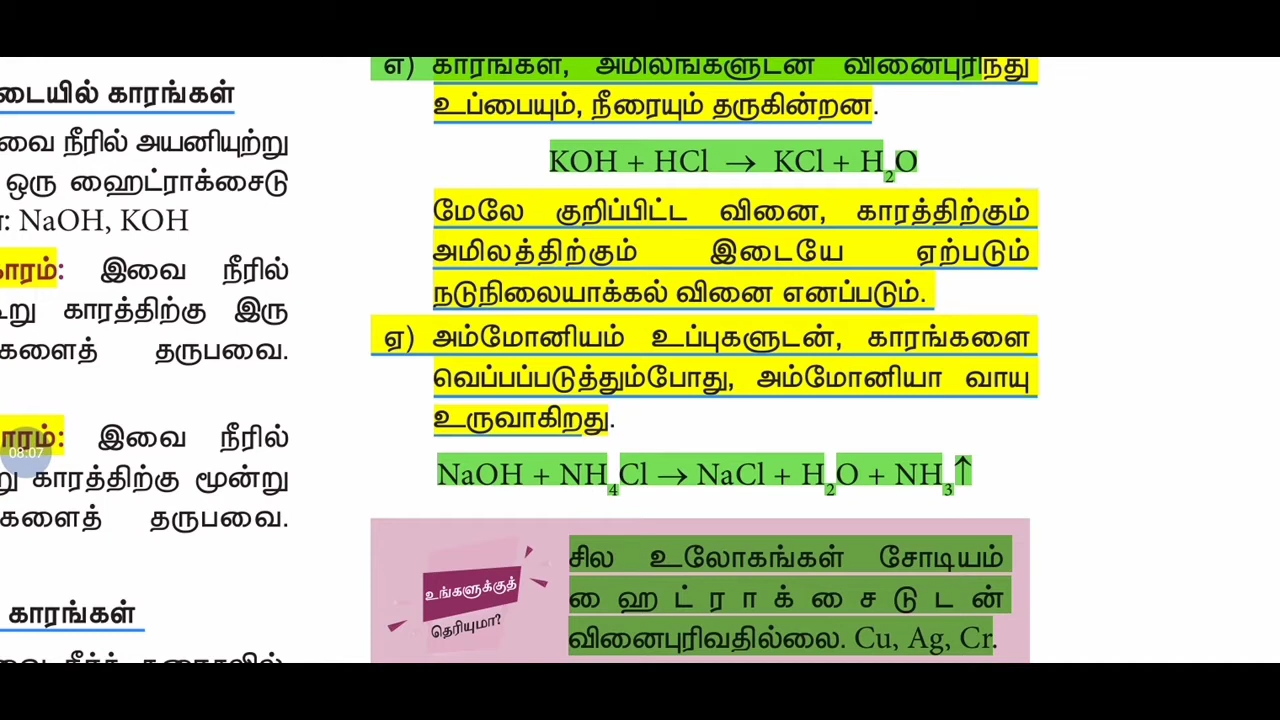 டையில் காரங்கள்
வை நீரில் அயனியுற்று
ஒரு ஹைட்ராக்சைடு
: NaOH, KOH
காரம்: இவை நீரில்
காரத்திற்கு இரு
களைத் தருபவை.
ாரம்: இவை நீரில்
08:07
று காரத்திற்கு மூன்று
களைத் தருபவை.
காரங்கள்
எ) காரங்கள், அமிலங்களுடன் வினைபுரிந்து
உப்பையும், நீரையும் தருகின்றன.
KOH + HCl → KCl + H₂O
மேலே குறிப்பிட்ட வினை, காரத்திற்கும்
அமிலத்திற்கும் இடையே ஏற்படும்
நடுநிலையாக்கல் வினை எனப்படும்.
ஏ) அம்மோனியம் உப்புகளுடன், காரங்களை
வெப்பப்படுத்தும்போது, அம்மோனியா வாயு
உருவாகிறது.
NaOH + NH₄Cl → NaCl + H₂O + NH₃↑
உங்களுக்குத்
தெரியுமா?
சில உலோகங்கள் சோடியம்
ஹைட்ராக்சைடுடன்
வினைபுரிவதில்லை. Cu, Ag, Cr.